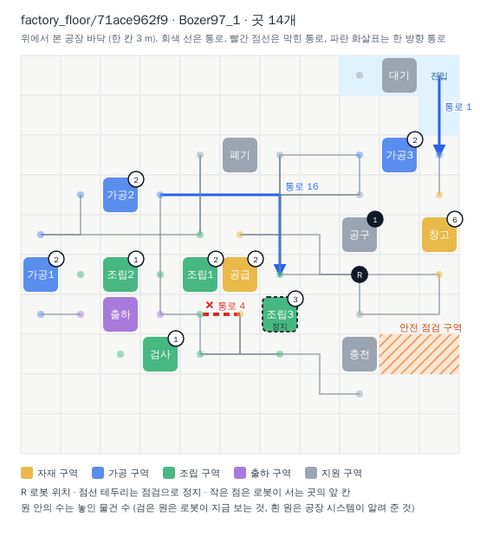 factory_floor/71ace962f9 · Bozer97_1 · 곳 14개
위에서 본 공장 바닥 (한 칸 3 m). 회색 선은 통로, 빨간 점선은 막힌 통로, 파란 화살표는 한 방향 통로
대기
진입
통로 1
2
폐기
가공3
2
가공2
통로 16
1
6
공구
창고
2
1
2
2
가공1
조립2
조립1
공급
R
3
출하
✕ 통로 4
조립3
정지
1
안전 점검 구역
검사
충전
자재 구역
가공 구역
조립 구역
출하 구역
지원 구역
R 로봇 위치 · 점선 테두리는 점검으로 정지 · 작은 점은 로봇이 서는 곳의 앞 칸
원 안의 수는 놓인 물건 수 (검은 원은 로봇이 지금 보는 것, 흰 원은 공장 시스템이 알려 준 것)